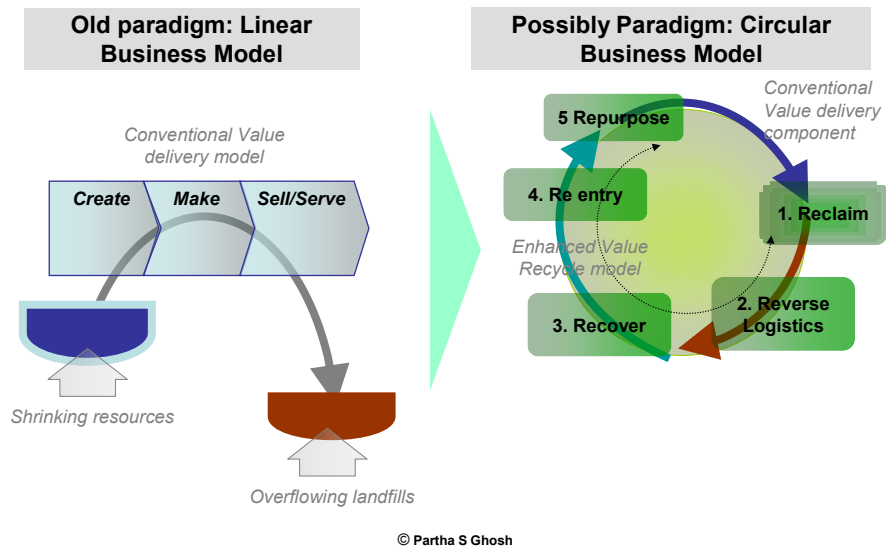 Old paradigm: Linear
Business Model
Conventional Value
delivery model
Create
Make
Sell/Serve
Shrinking resources
Overflowing landfills
Possibly Paradigm: Circular
Business Model
Conventional
Value delivery
component
5 Repurpose
4. Re entry
1. Reclaim
Enhanced Value
Recycle model
3. Recover
2. Reverse
Logistics
© Partha S Ghosh